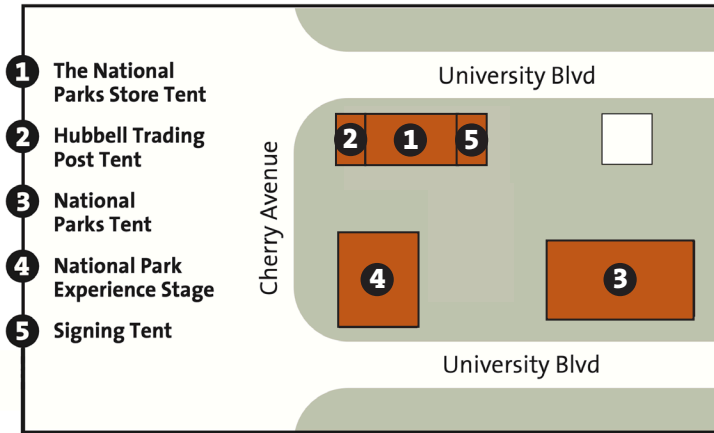 1 The National
Parks Store Tent
2 Hubbell Trading
Post Tent
3 National
Parks Tent
4 National Park
Experience Stage
5 Signing Tent
University Blvd
Cherry Avenue
2 1 5
4 3
University Blvd